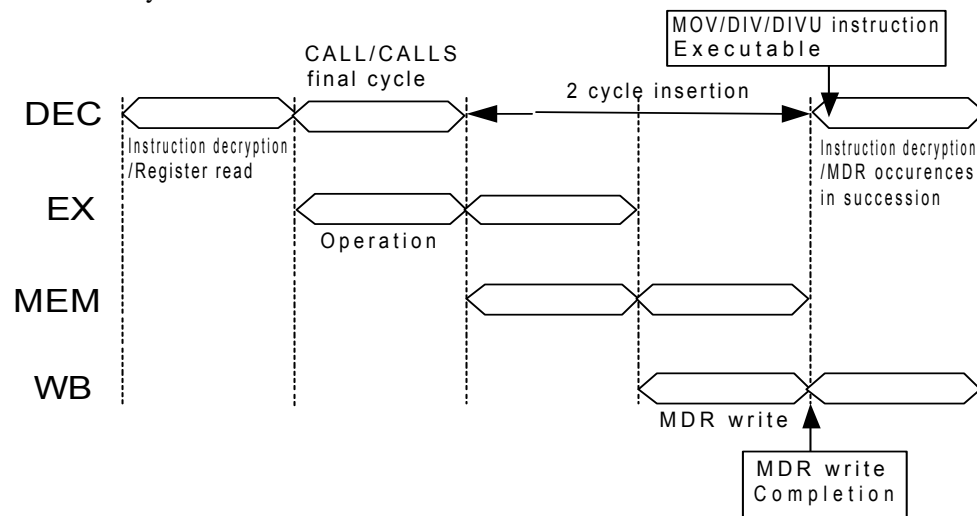 MOV/DIV/DIVU instruction
Executable
CALL/CALLS
final cycle
2 cycle insertion
DEC
Instruction decryption
/Register read
Instruction decryption
/MDR occurences
in succession
EX
Operation
MEM
WB
MDR write
MDR write
Completion